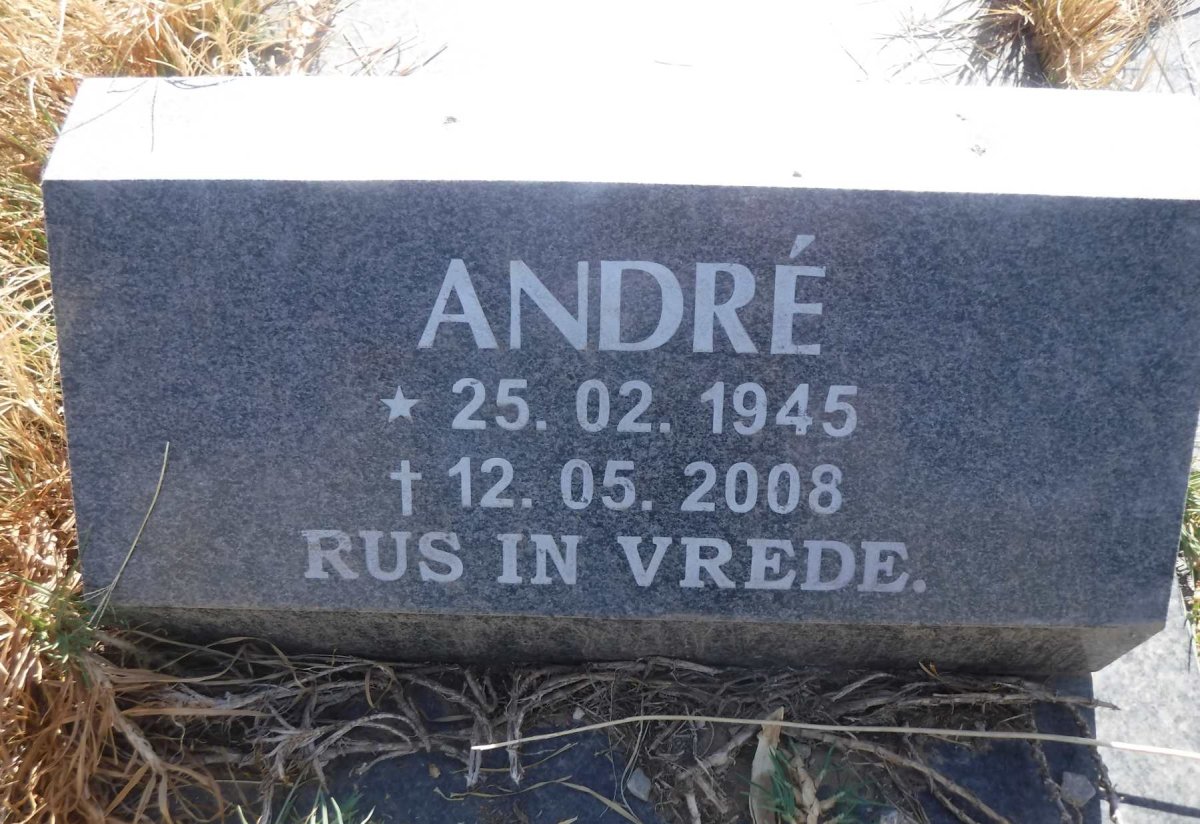 ANDRÉ
★ 25. 02. 1945
✝ 12. 05. 2008
RUS IN VREDE.